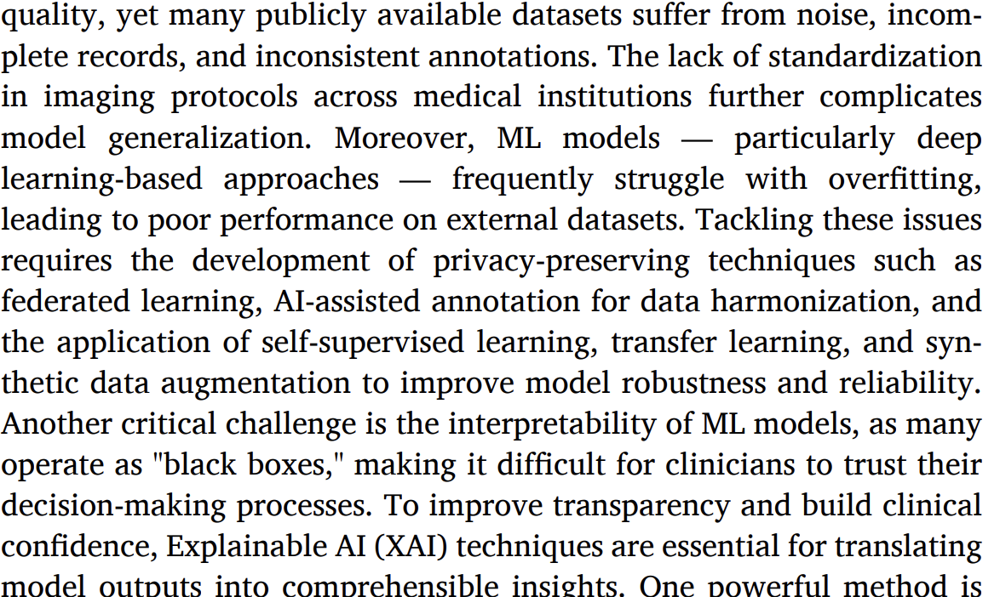 quality, yet many publicly available datasets suffer from noise, incom-
plete records, and inconsistent annotations. The lack of standardization
in imaging protocols across medical institutions further complicates
model generalization. Moreover, ML models — particularly deep
learning-based approaches — frequently struggle with overfitting,
leading to poor performance on external datasets. Tackling these issues
requires the development of privacy-preserving techniques such as
federated learning, AI-assisted annotation for data harmonization, and
the application of self-supervised learning, transfer learning, and syn-
thetic data augmentation to improve model robustness and reliability.
Another critical challenge is the interpretability of ML models, as many
operate as "black boxes," making it difficult for clinicians to trust their
decision-making processes. To improve transparency and build clinical
confidence, Explainable AI (XAI) techniques are essential for translating
model outputs into comprehensible insights. One powerful method is